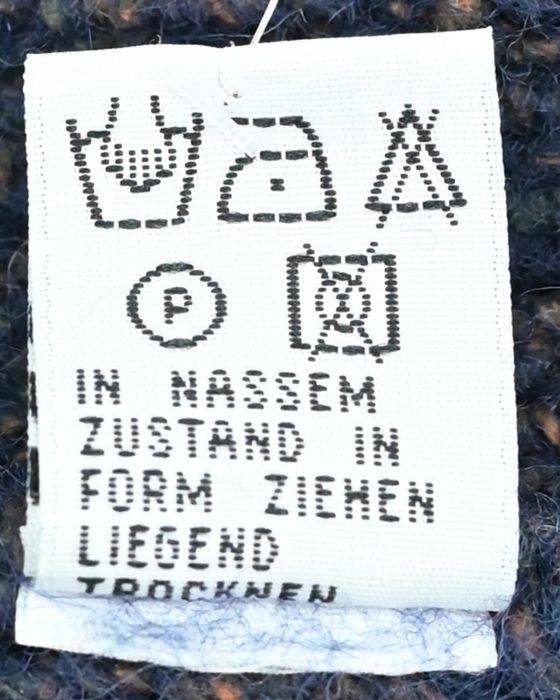 P
IN NASSEM
ZUSTAND IN
FORM ZIEHEN
LIEGEND
TROCKNEN